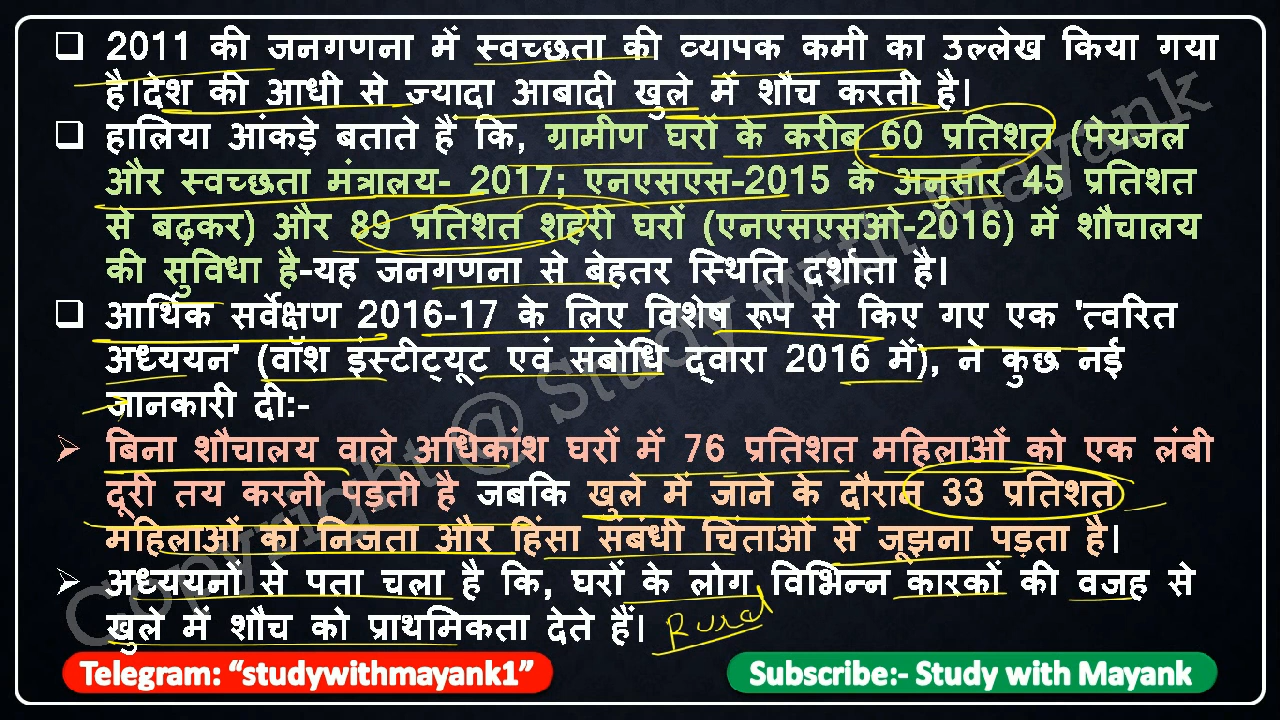 ❑ 2011 की जनगणना में स्वच्छता की व्यापक कमी का उल्लेख किया गया
है।देश की आधी से ज्यादा आबादी खुले में शौच करती है।
❑ हालिया आंकड़े बताते हैं कि, ग्रामीण घरों के करीब 60 प्रतिशत (पेयजल
और स्वच्छता मंत्रालय- 2017; एनएसएस-2015 के अनुसार 45 प्रतिशत
से बढ़कर) और 89 प्रतिशत शहरी घरों (एनएसएसओ-2016) में शौचालय
की सुविधा है-यह जनगणना से बेहतर स्थिति दर्शाता है।
❑ आर्थिक सर्वेक्षण 2016-17 के लिए विशेष रूप से किए गए एक 'त्वरित
अध्ययन' (वॉश इंस्टीट्यूट एवं संबोधि द्वारा 2016 में), ने कुछ नई
जानकारी दी:-
➢ बिना शौचालय वाले अधिकांश घरों में 76 प्रतिशत महिलाओं को एक लंबी
दूरी तय करनी पड़ती है जबकि खुले में जाने के दौरान 33 प्रतिशत
महिलाओं को निजता और हिंसा संबंधी चिंताओं से जूझना पड़ता है।
➢ अध्ययनों से पता चला है कि, घरों के लोग विभिन्न कारकों की वजह से
खुले में शौच को प्राथमिकता देते हैं। Rural
Telegram: “studywithmayank1”
Subscribe:- Study with Mayank
Copyright @ Study with Mayank